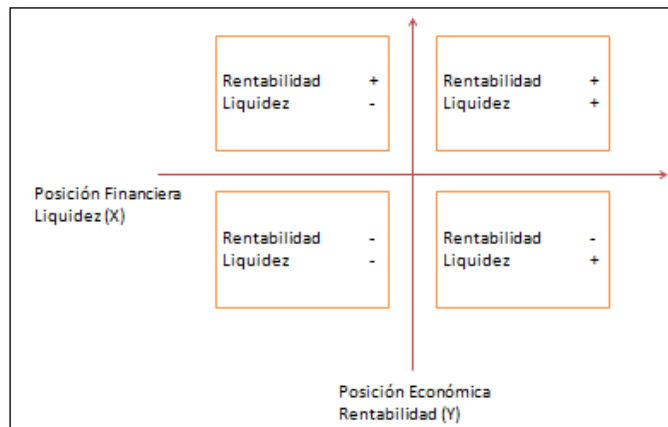 Rentabilidad +
Liquidez -
Rentabilidad +
Liquidez +
Posición Financiera
Liquidez (X)
Rentabilidad -
Liquidez -
Rentabilidad -
Liquidez +
Posición Económica
Rentabilidad (Y)